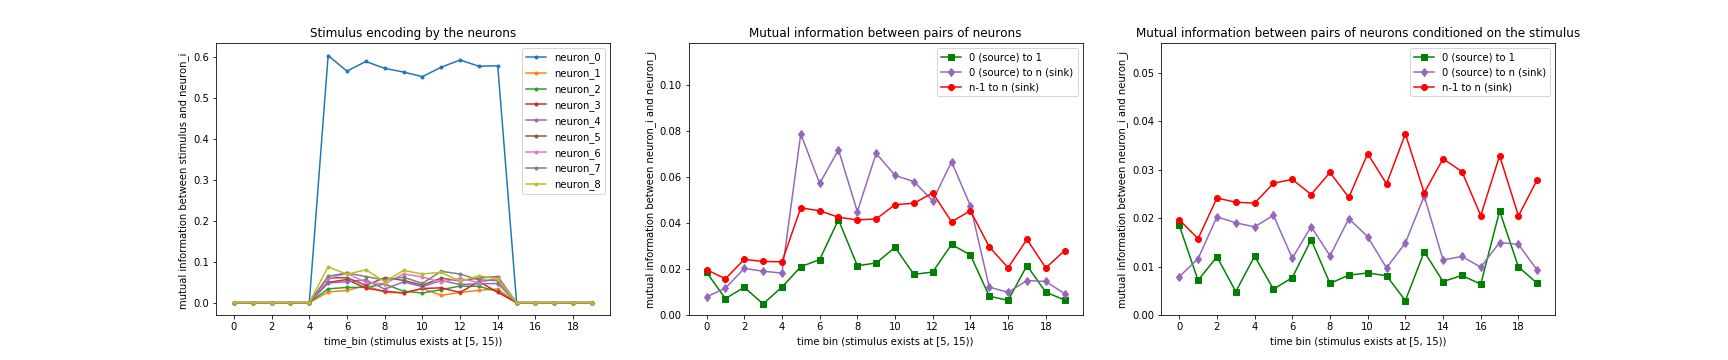 Stimulus encoding by the neurons
mutual information between stimulus and neuron_i
0.6
0.5
0.4
0.3
0.2
0.1
0.0
neuron_0
neuron_1
neuron_2
neuron_3
neuron_4
neuron_5
neuron_6
neuron_7
neuron_8
0 2 4 6 8 10 12 14 16 18
time_bin (stimulus exists at [5, 15))
Mutual information between pairs of neurons
mutual information between neuron_i and neuron_j
0.10
0.08
0.06
0.04
0.02
0.00
0 (source) to 1
0 (source) to n (sink)
n-1 to n (sink)
0 2 4 6 8 10 12 14 16 18
time bin (stimulus exists at [5, 15))
Mutual information between pairs of neurons conditioned on the stimulus
mutual information between neuron_i and neuron_j
0.05
0.04
0.03
0.02
0.01
0.00
0 (source) to 1
0 (source) to n (sink)
n-1 to n (sink)
0 2 4 6 8 10 12 14 16 18
time bin (stimulus exists at [5, 15))